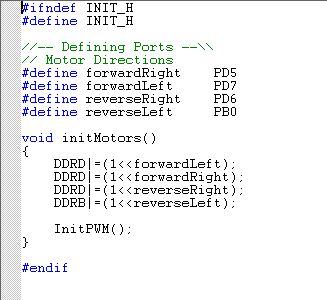 #ifndef INIT_H
#define INIT_H
//-- Defining Ports --\\
// Motor Directions
#define forwardRight PD5
#define forwardLeft PD7
#define reverseRight PD6
#define reverseLeft PB0
void initMotors()
{
DDRD|=(1<<forwardLeft);
DDRD|=(1<<forwardRight);
DDRD|=(1<<reverseRight);
DDRB|=(1<<reverseLeft);
InitPWM();
}
#endif